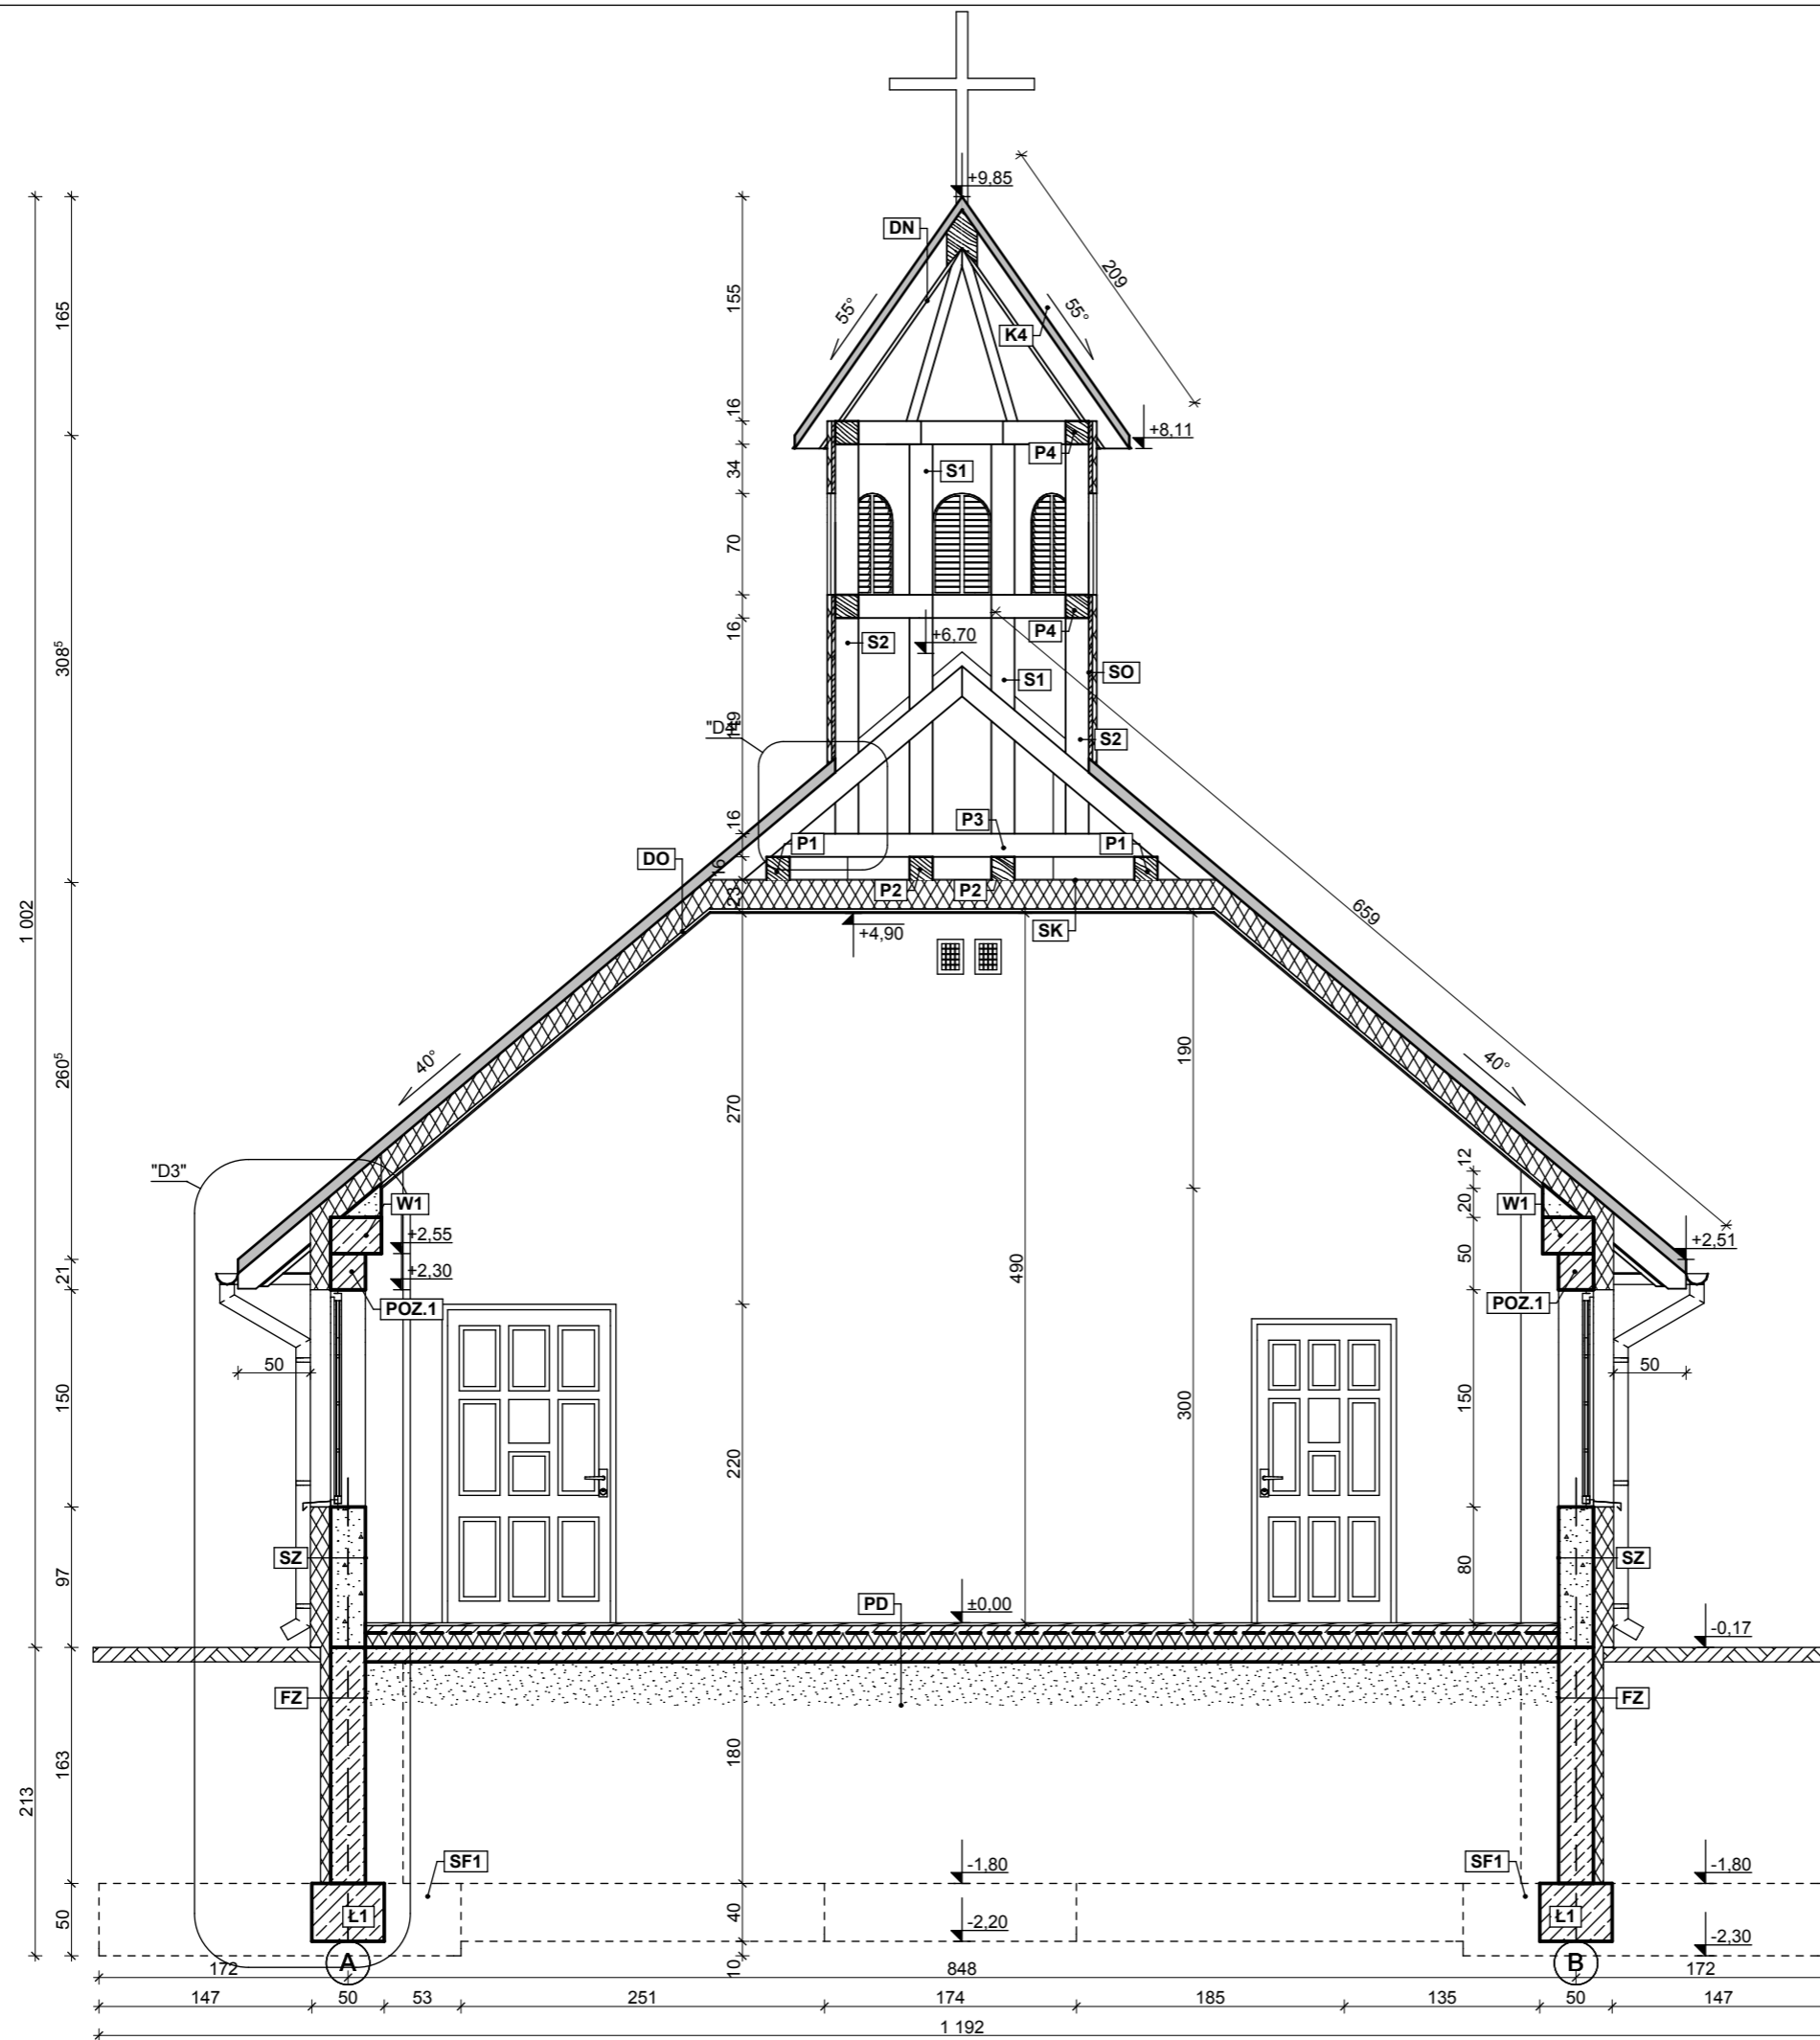 +9,85
DN
209
55°
55°
K4
165
155
16
+8,11
P4
S1
34
70
P4
16
+6,70
S2
SO
S1
308⁵
S2
"D4"
16
P3
P1
P1
DO
16
P2
P2
23
SK
+4,90
659
1 002
190
260⁵
40°
40°
270
12
"D3"
W1
W1
20
+2,55
+2,51
50
490
21
+2,30
POZ.1
POZ.1
50
50
150
300
150
220
SZ
SZ
97
80
PD
±0,00
-0,17
FZ
FZ
163
180
213
SF1
SF1
-1,80
-1,80
50
Ł1
40
-2,20
Ł1
-2,30
A
B
10
172
848
172
147
50
53
251
174
185
135
50
147
1 192